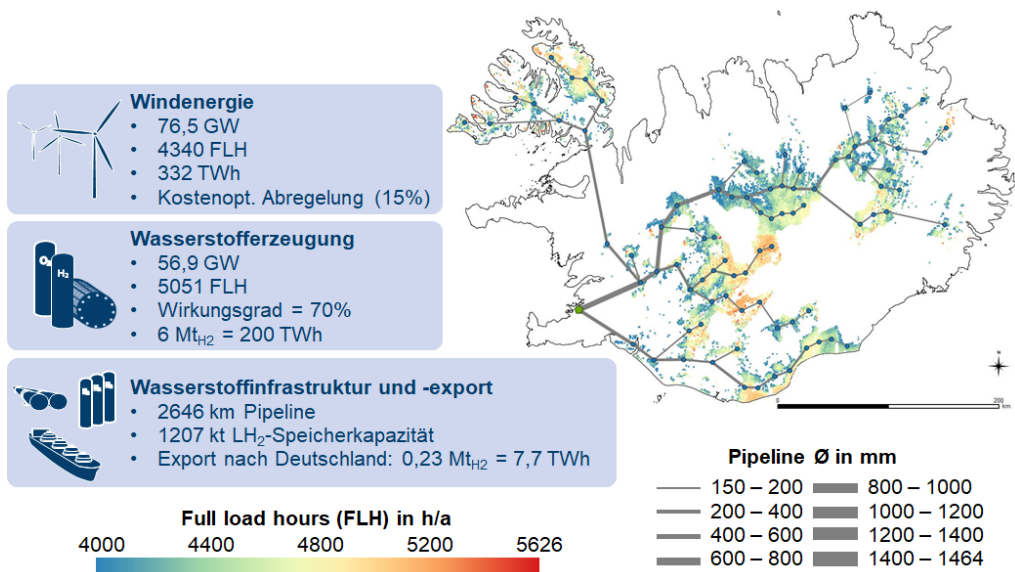 Windenergie
• 76,5 GW
• 4340 FLH
• 332 TWh
• Kostenopt. Abregelung (15%)
O₂
H₂
Wasserstofferzeugung
• 56,9 GW
• 5051 FLH
• Wirkungsgrad = 70%
• 6 Mt_H2 = 200 TWh
Wasserstoffinfrastruktur und -export
• 2646 km Pipeline
• 1207 kt LH₂-Speicherkapazität
• Export nach Deutschland: 0,23 Mt_H2 = 7,7 TWh
Full load hours (FLH) in h/a
4000 4400 4800 5200 5626
0 200
km
Pipeline Ø in mm
150 – 200 800 – 1000
200 – 400 1000 – 1200
400 – 600 1200 – 1400
600 – 800 1400 – 1464